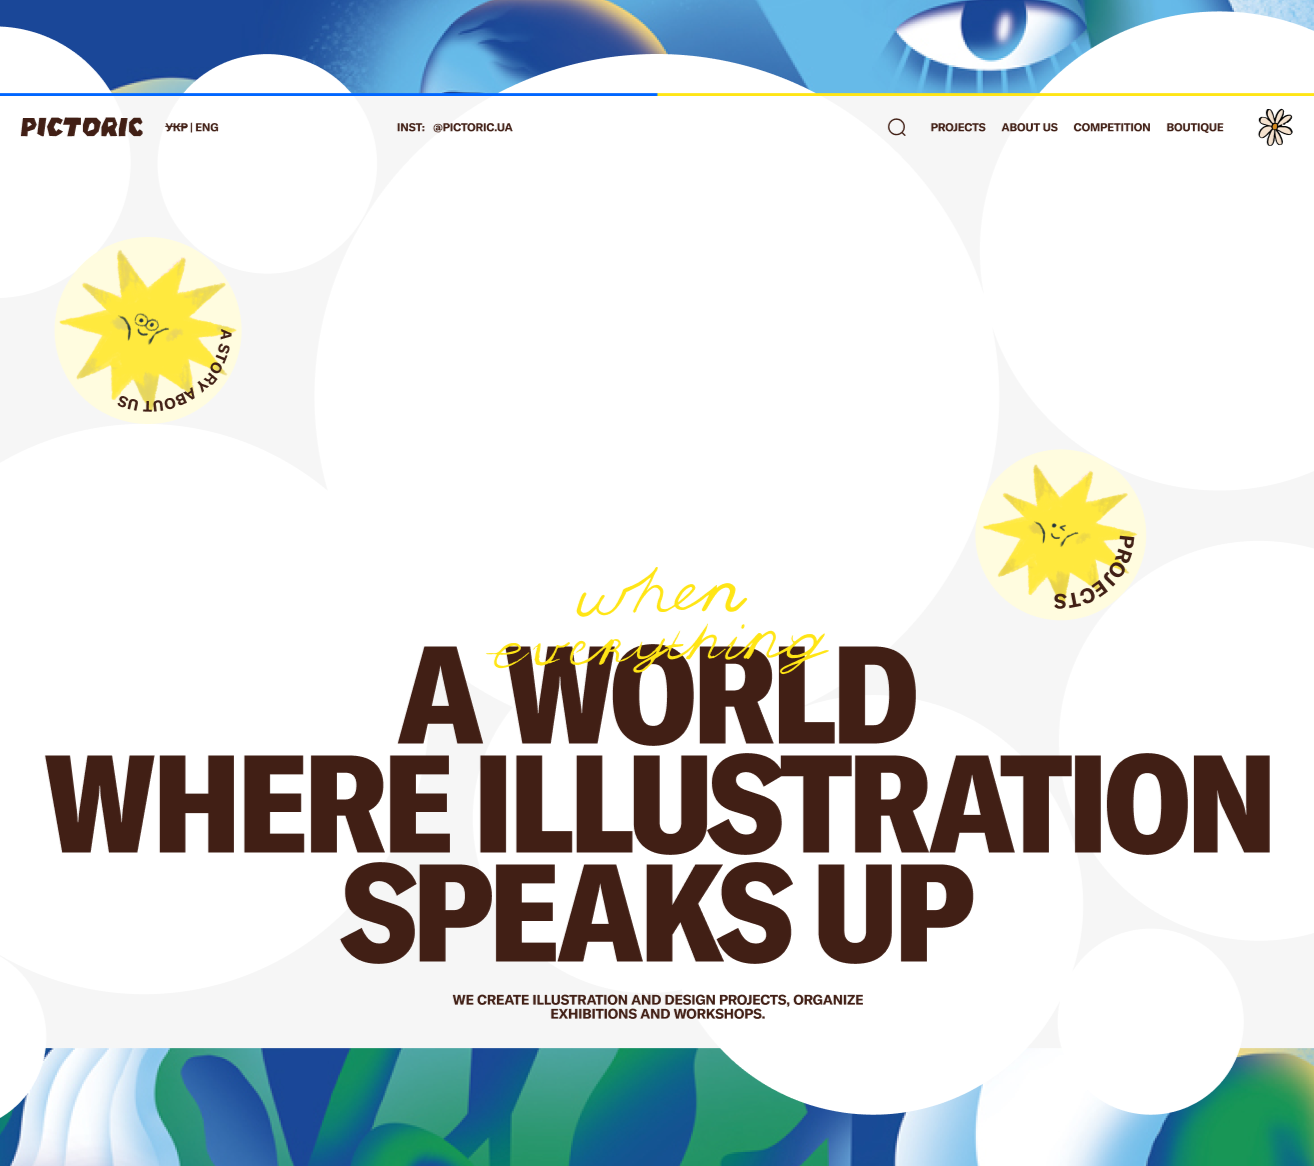 PICTORIC
УКР | ENG
INST: @PICTORIC.UA
PROJECTS
ABOUT US
COMPETITION
BOUTIQUE
A STORY ABOUT US
PROJECTS
when
everything
A WORLD
WHERE ILLUSTRATION
SPEAKS UP
WE CREATE ILLUSTRATION AND DESIGN PROJECTS, ORGANIZE
EXHIBITIONS AND WORKSHOPS.